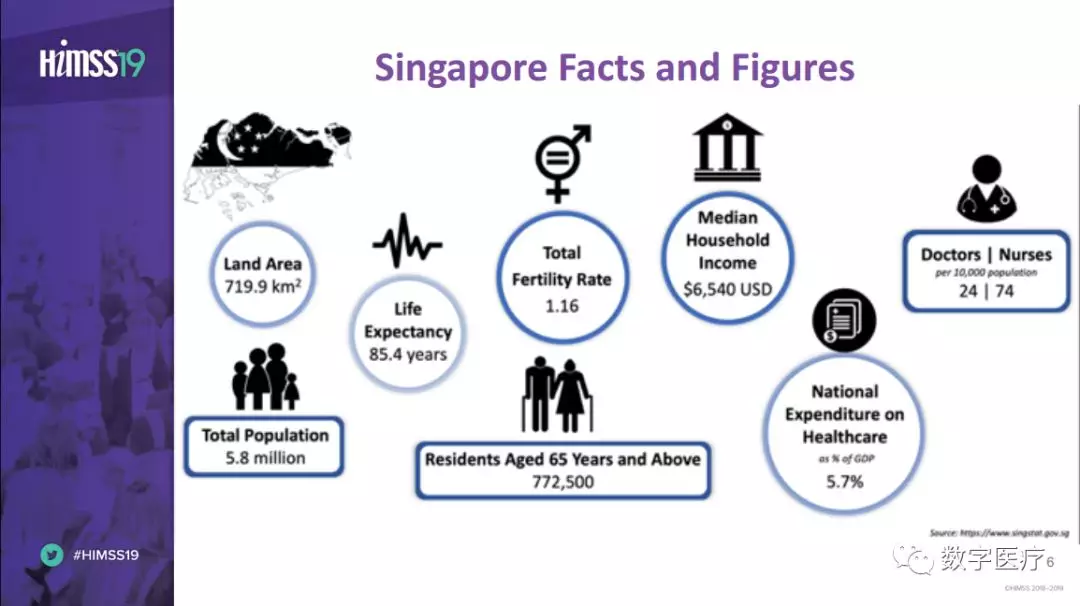 HIMSS19
Singapore Facts and Figures
Land Area
719.9 km²
Life
Expectancy
85.4 years
Total
Fertility Rate
1.16
Median
Household
Income
$6,540 USD
Doctors | Nurses
per 10,000 population
24 | 74
Total Population
5.8 million
Residents Aged 65 Years and Above
772,500
National
Expenditure on
Healthcare
as % of GDP
5.7%
Source: https://www.singstat.gov.sg
#HIMSS19
数字医疗
6
©HIMSS 2018-2019